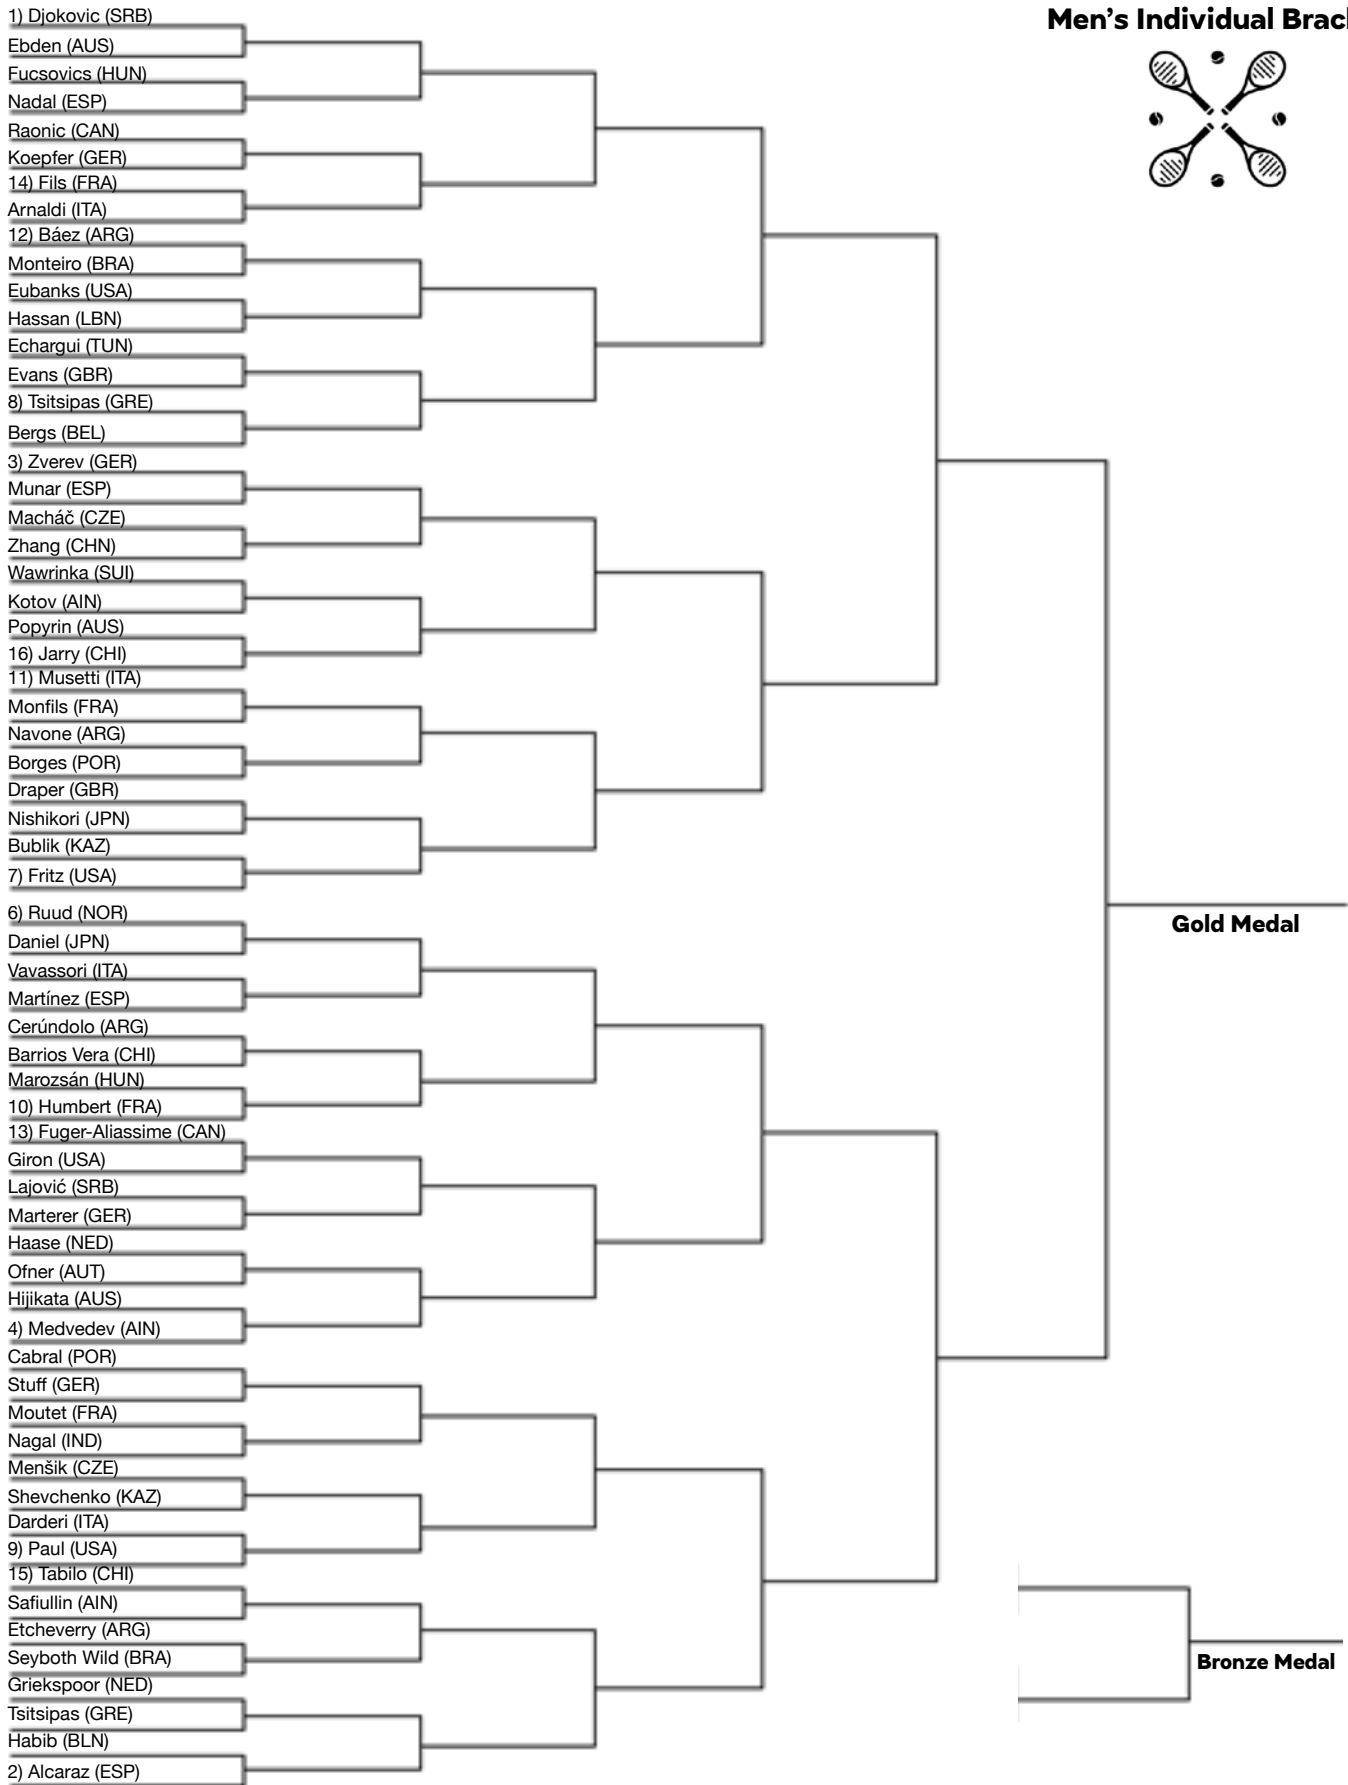 Men's Individual Brac
1) Djokovic (SRB)
Ebden (AUS)
Fucsovics (HUN)
Nadal (ESP)
Raonic (CAN)
Koepfer (GER)
14) Fils (FRA)
Arnaldi (ITA)
12) Báez (ARG)
Monteiro (BRA)
Eubanks (USA)
Hassan (LBN)
Echargui (TUN)
Evans (GBR)
8) Tsitsipas (GRE)
Bergs (BEL)
3) Zverev (GER)
Munar (ESP)
Macháč (CZE)
Zhang (CHN)
Wawrinka (SUI)
Kotov (AIN)
Popyrin (AUS)
16) Jarry (CHI)
11) Musetti (ITA)
Monfils (FRA)
Navone (ARG)
Borges (POR)
Draper (GBR)
Nishikori (JPN)
Bublik (KAZ)
7) Fritz (USA)
6) Ruud (NOR)
Daniel (JPN)
Vavassori (ITA)
Martínez (ESP)
Cerúndolo (ARG)
Barrios Vera (CHI)
Marozsán (HUN)
10) Humbert (FRA)
13) Fuger-Aliassime (CAN)
Giron (USA)
Lajović (SRB)
Marterer (GER)
Haase (NED)
Ofner (AUT)
Hijikata (AUS)
4) Medvedev (AIN)
Cabral (POR)
Stuff (GER)
Moutet (FRA)
Nagal (IND)
Menšik (CZE)
Shevchenko (KAZ)
Darderi (ITA)
9) Paul (USA)
15) Tabilo (CHI)
Safiullin (AIN)
Etcheverry (ARG)
Seyboth Wild (BRA)
Griekspoor (NED)
Tsitsipas (GRE)
Habib (BLN)
2) Alcaraz (ESP)
Gold Medal
Bronze Medal